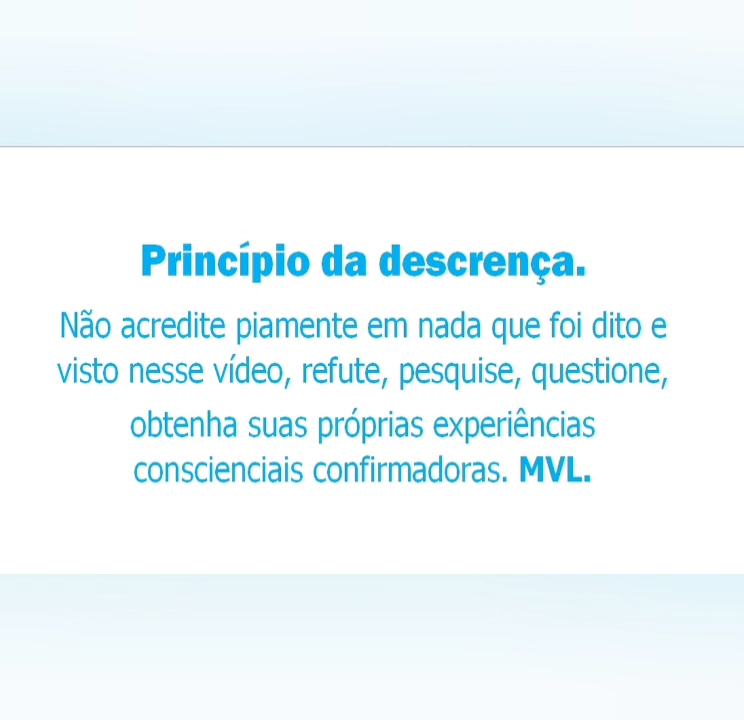 Princípio da descrença.
Não acredite piamente em nada que foi dito e
visto nesse vídeo, refute, pesquise, questione,
obtenha suas próprias experiências
conscienciais confirmadoras. MVL.